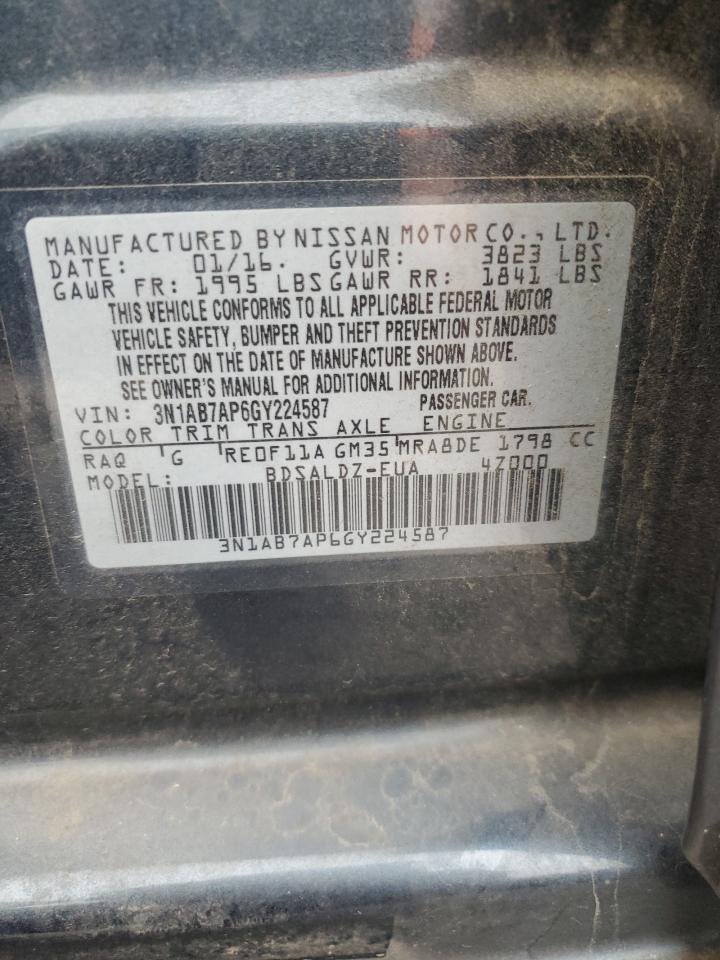 MANUFACTURED BY NISSAN MOTOR CO., LTD.
DATE: 01/16. GVWR: 3823 LBS
GAWR FR: 1995 LBS GAWR RR: 1841 LBS
THIS VEHICLE CONFORMS TO ALL APPLICABLE FEDERAL MOTOR
VEHICLE SAFETY, BUMPER AND THEFT PREVENTION STANDARDS
IN EFFECT ON THE DATE OF MANUFACTURE SHOWN ABOVE.
SEE OWNER'S MANUAL FOR ADDITIONAL INFORMATION.
VIN: 3N1AB7AP6GY224587 PASSENGER CAR.
COLOR TRIM TRANS AXLE ENGINE
RAQ G RE0F11A GM35 MRA8DE 1798 CC
MODEL: BDSALDZ-EUA 4Z000
3N1AB7AP6GY224587